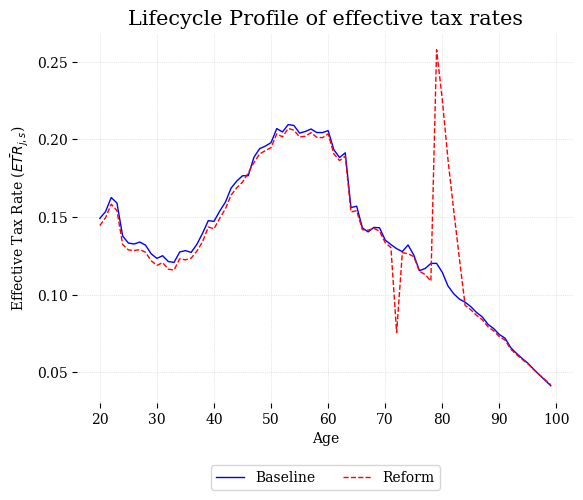 Lifecycle Profile of effective tax rates
0.25
0.20
0.15
0.10
0.05
Effective Tax Rate (ETR̄_{j,s})
20 30 40 50 60 70 80 90 100
Age
Baseline Reform